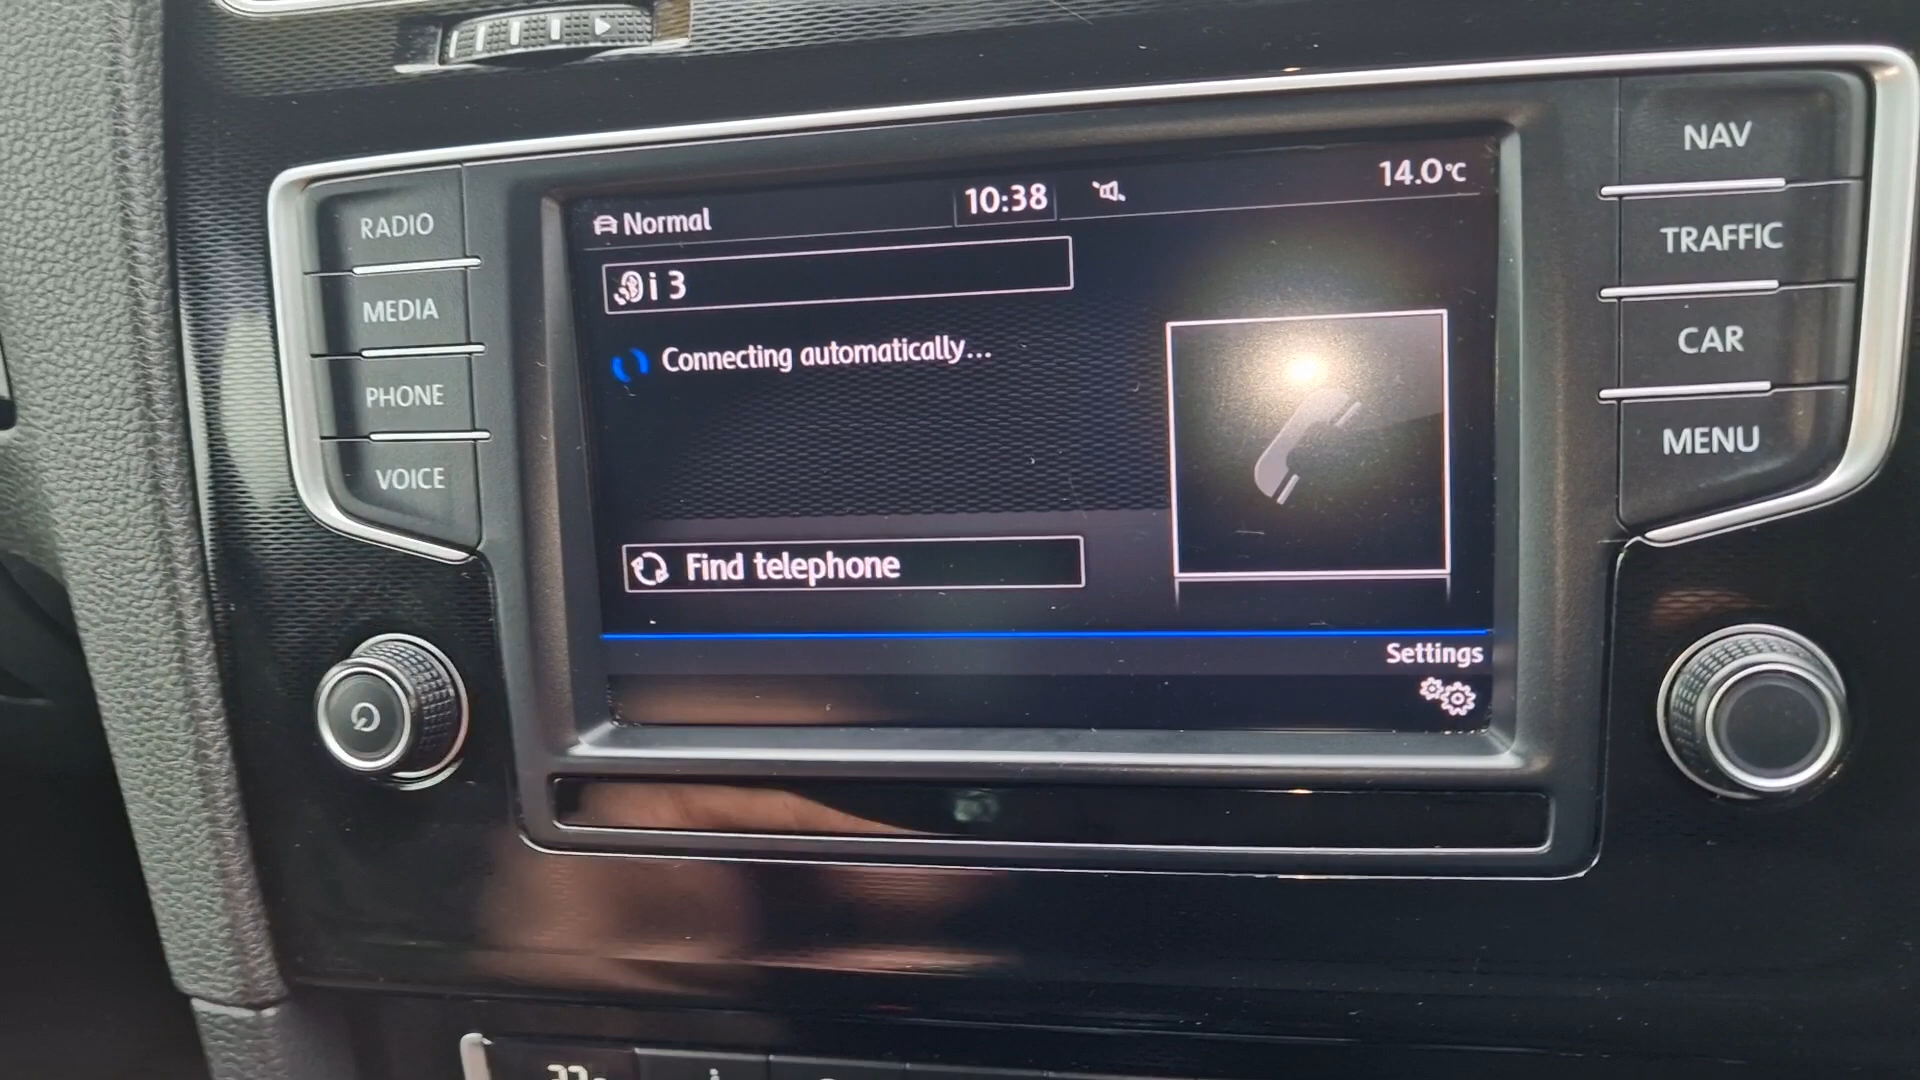 RADIO
MEDIA
PHONE
VOICE
Normal
10:38
14.0°C
i 3
Connecting automatically...
Find telephone
Settings
NAV
TRAFFIC
CAR
MENU